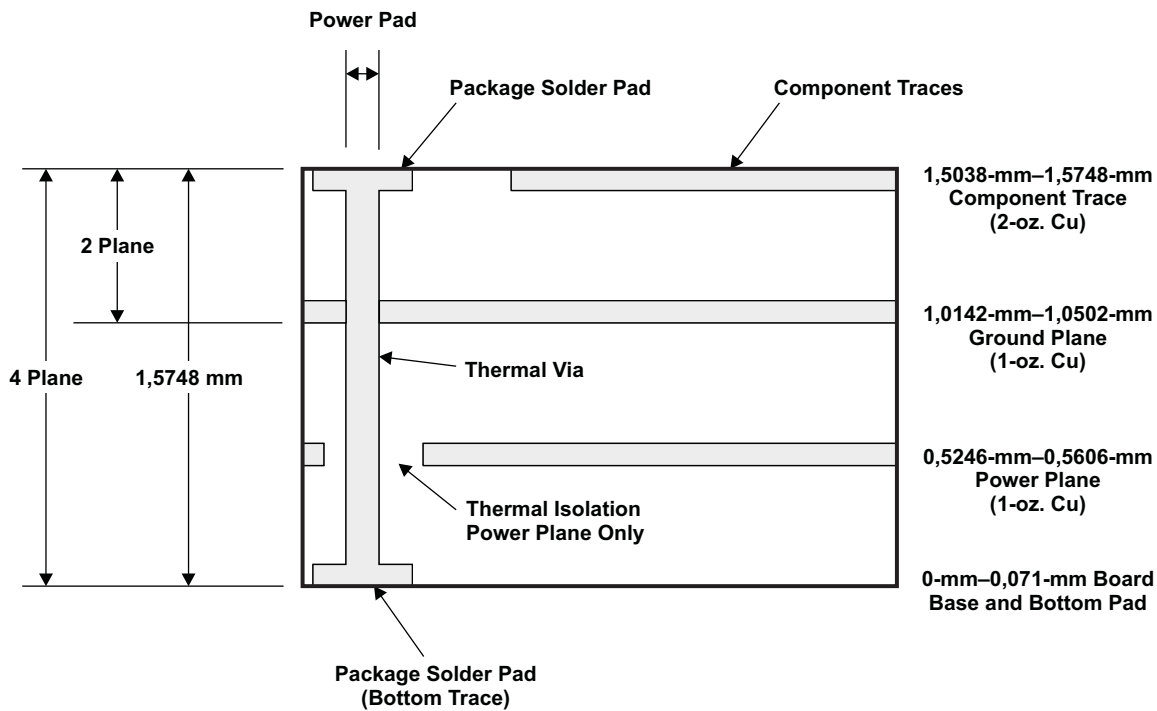 Power Pad
Package Solder Pad
Component Traces
1,5038-mm–1,5748-mm
Component Trace
(2-oz. Cu)
2 Plane
1,0142-mm–1,0502-mm
Ground Plane
(1-oz. Cu)
4 Plane
1,5748 mm
Thermal Via
0,5246-mm–0,5606-mm
Power Plane
(1-oz. Cu)
Thermal Isolation
Power Plane Only
0-mm–0,071-mm Board
Base and Bottom Pad
Package Solder Pad
(Bottom Trace)